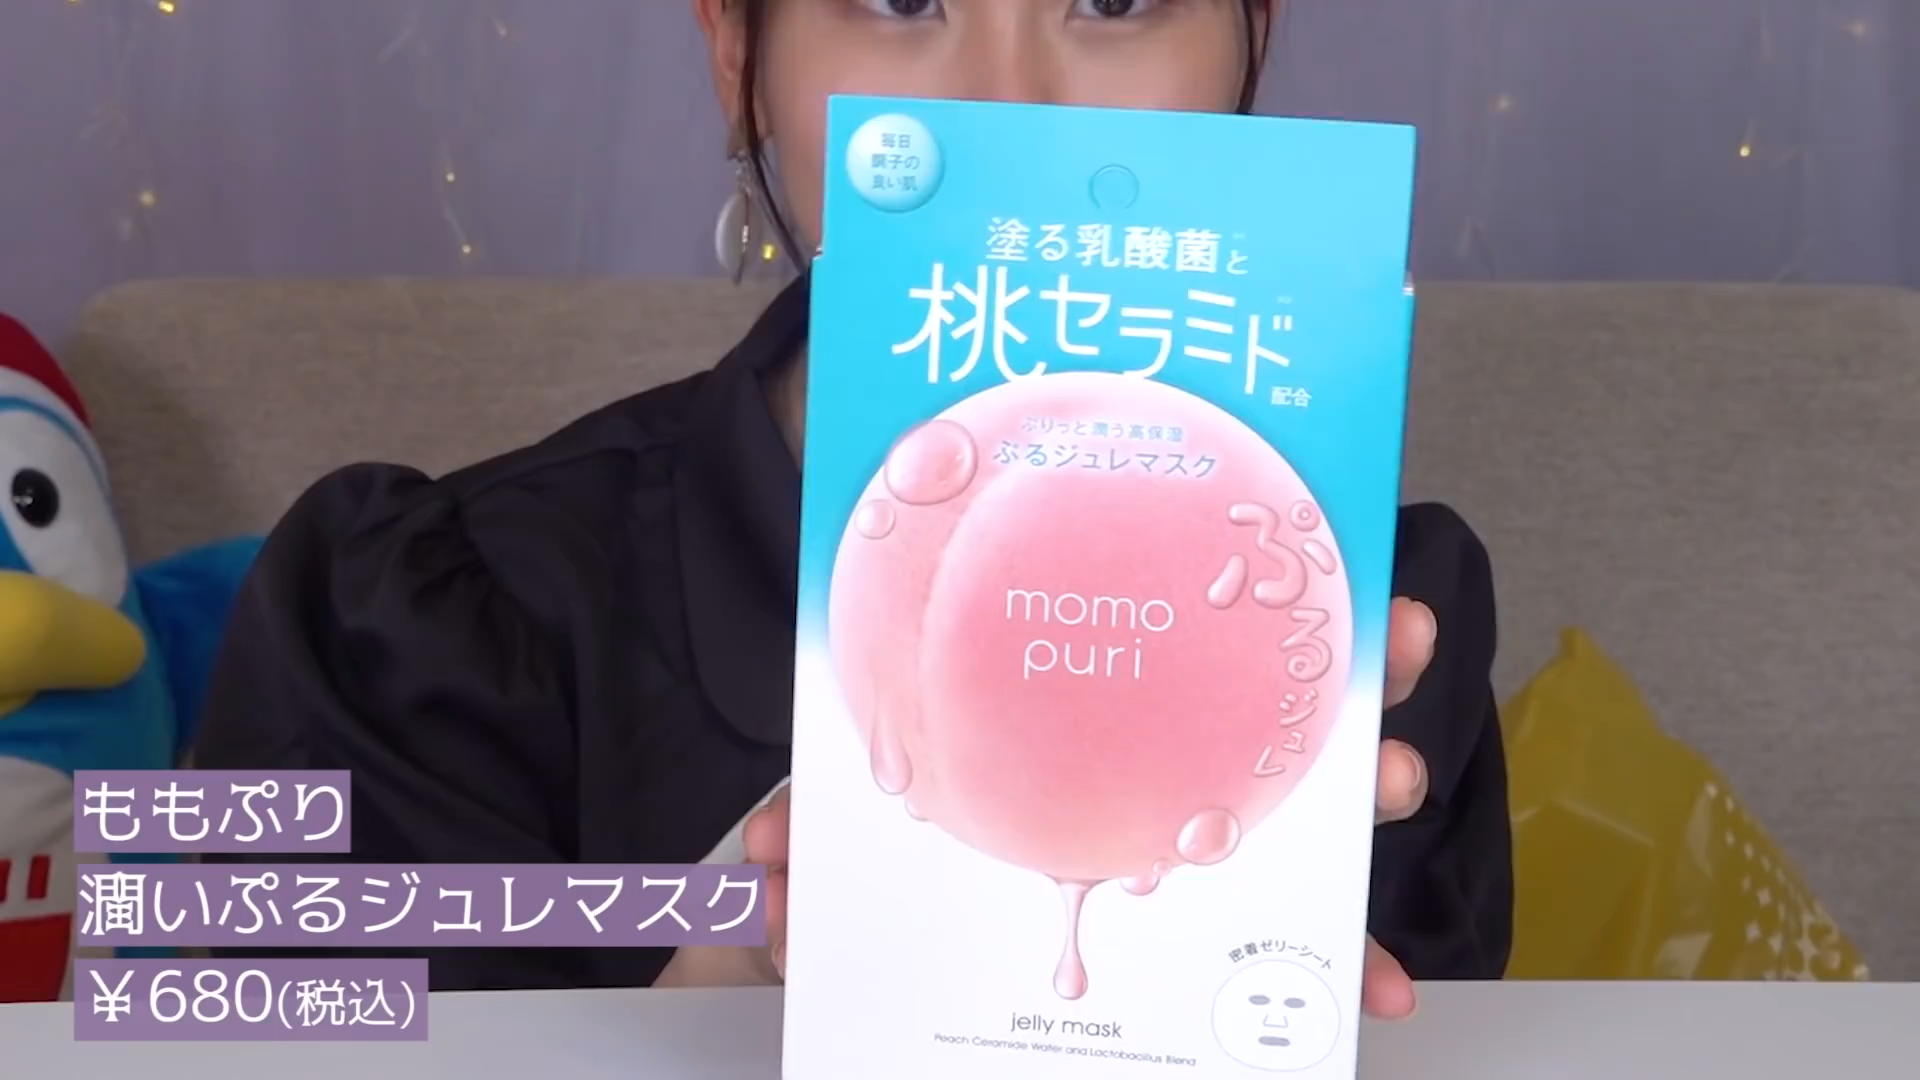 毎日
調子の
良い肌
塗る乳酸菌と
桃セラミド
配合
ぷりっと潤う高保湿
ぷるジュレマスク
ぷるジュレ
momo
puri
密着ゼリーシート
jelly mask
Peach Ceramide Water and Lactobacillus Blend
ももぷり
潤いぷるジュレマスク
￥680(税込)